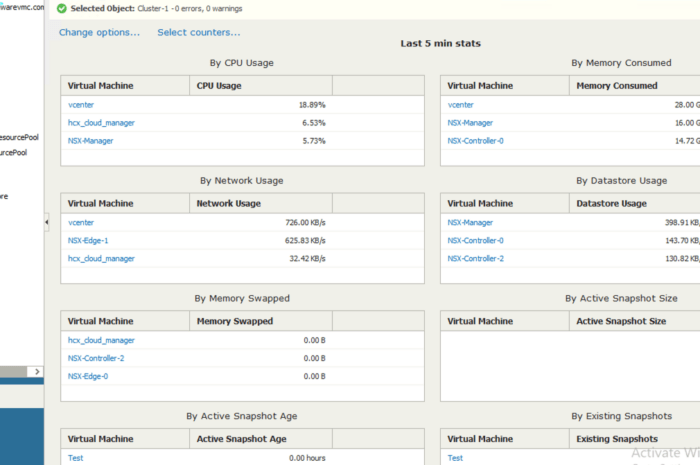 warevmc.com
Selected Object: Cluster-1 - 0 errors, 0 warnings
Change options... Select counters...
Last 5 min stats
By CPU Usage
Virtual Machine CPU Usage
vcenter 18.89%
hcx_cloud_manager 6.53%
NSX-Manager 5.73%
By Memory Consumed
Virtual Machine Memory Consumed
vcenter 28.00 G
NSX-Manager 16.00 G
NSX-Controller-0 14.72 G
esourcePool
urcePool
ore
By Network Usage
Virtual Machine Network Usage
vcenter 726.00 KB/s
NSX-Edge-1 625.83 KB/s
hcx_cloud_manager 32.42 KB/s
By Datastore Usage
Virtual Machine Datastore Usage
NSX-Manager 398.91 KB/
NSX-Controller-0 143.70 KB/
NSX-Controller-2 130.82 KB/
By Memory Swapped
Virtual Machine Memory Swapped
hcx_cloud_manager 0.00 B
NSX-Controller-2 0.00 B
NSX-Edge-0 0.00 B
By Active Snapshot Size
Virtual Machine Active Snapshot Size
By Active Snapshot Age
Virtual Machine Active Snapshot Age
Test 0.00 hours
By Existing Snapshots
Virtual Machine Existing Snapshots
Test
Activate Wi